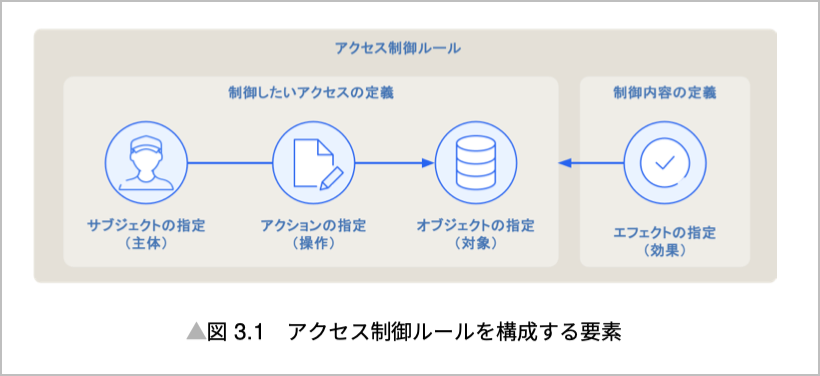 アクセス制御ルール
制御したいアクセスの定義
サブジェクトの指定
（主体）
アクションの指定
（操作）
オブジェクトの指定
（対象）
制御内容の定義
エフェクトの指定
（効果）
▲図 3.1　アクセス制御ルールを構成する要素